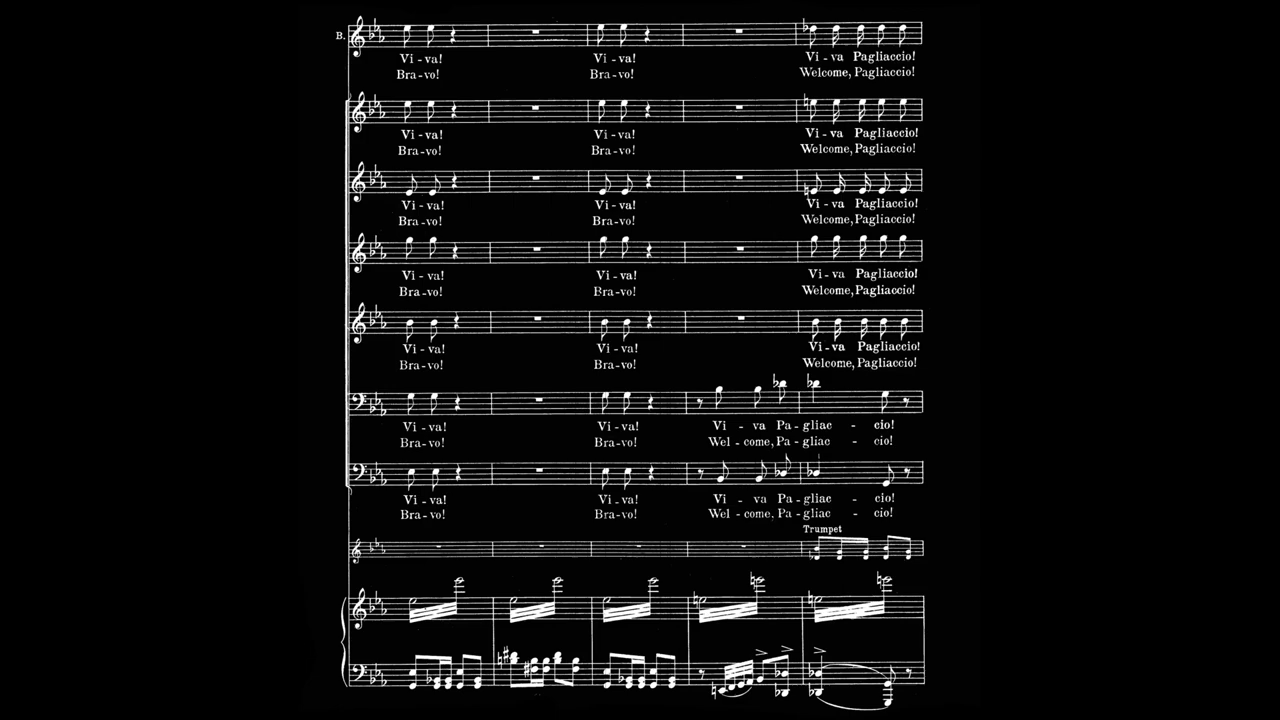 B.
Vi - va! Vi - va! Vi - va Pagliaccio!
Bra - vo! Bra - vo! Welcome, Pagliaccio!
Vi - va! Vi - va! Vi - va Pagliaccio!
Bra - vo! Bra - vo! Welcome, Pagliaccio!
Vi - va! Vi - va! Vi - va Pagliaccio!
Bra - vo! Bra - vo! Welcome, Pagliaccio!
Vi - va! Vi - va! Vi - va Pagliaccio!
Bra - vo! Bra - vo! Welcome, Pagliaccio!
Vi - va! Vi - va! Vi - va Pagliaccio!
Bra - vo! Bra - vo! Welcome, Pagliaccio!
Vi - va! Vi - va! Vi - va Pa - gliac - cio!
Bra - vo! Bra - vo! Wel - come, Pa - gliac - cio!
Vi - va! Vi - va! Vi - va Pa - gliac - cio!
Bra - vo! Bra - vo! Wel - come, Pa - gliac - cio!
Trumpet